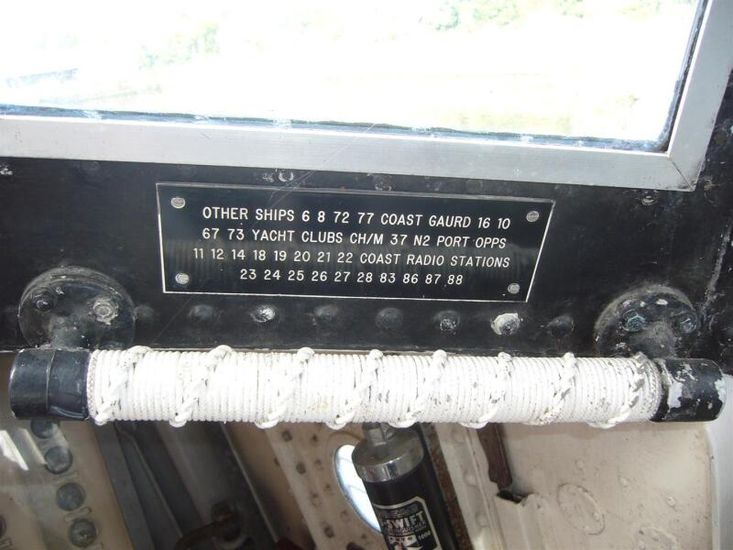 OTHER SHIPS 6 8 72 77 COAST GAURD 16 10
67 73 YACHT CLUBS CH/M 37 N2 PORT OPPS
11 12 14 18 19 20 21 22 COAST RADIO STATIONS
23 24 25 26 27 28 83 86 87 88
SWIFT